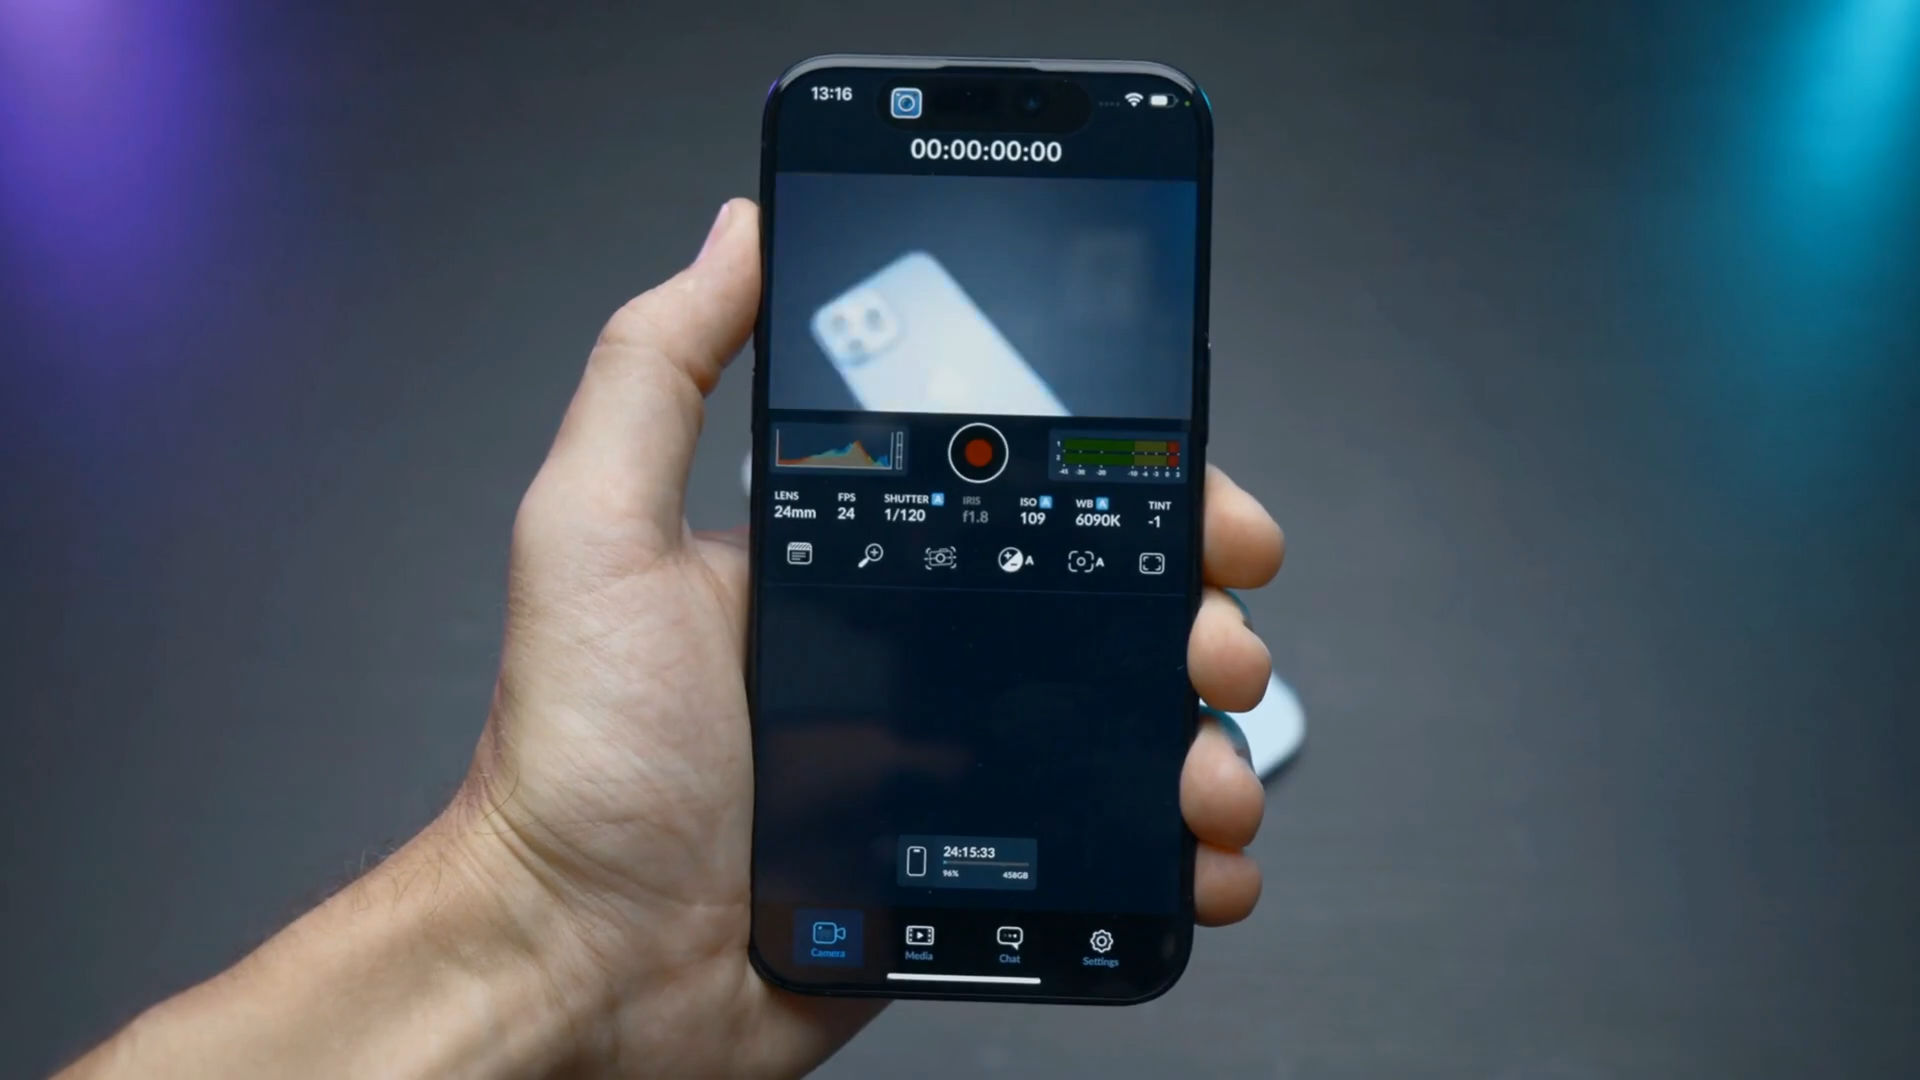 13:16
00:00:00:00
LENS FPS SHUTTER A IRIS ISO A WB A TINT
24mm 24 1/120 f1.8 109 6090K -1
A A
24:15:33
96% 458GB
Camera Media Chat Settings